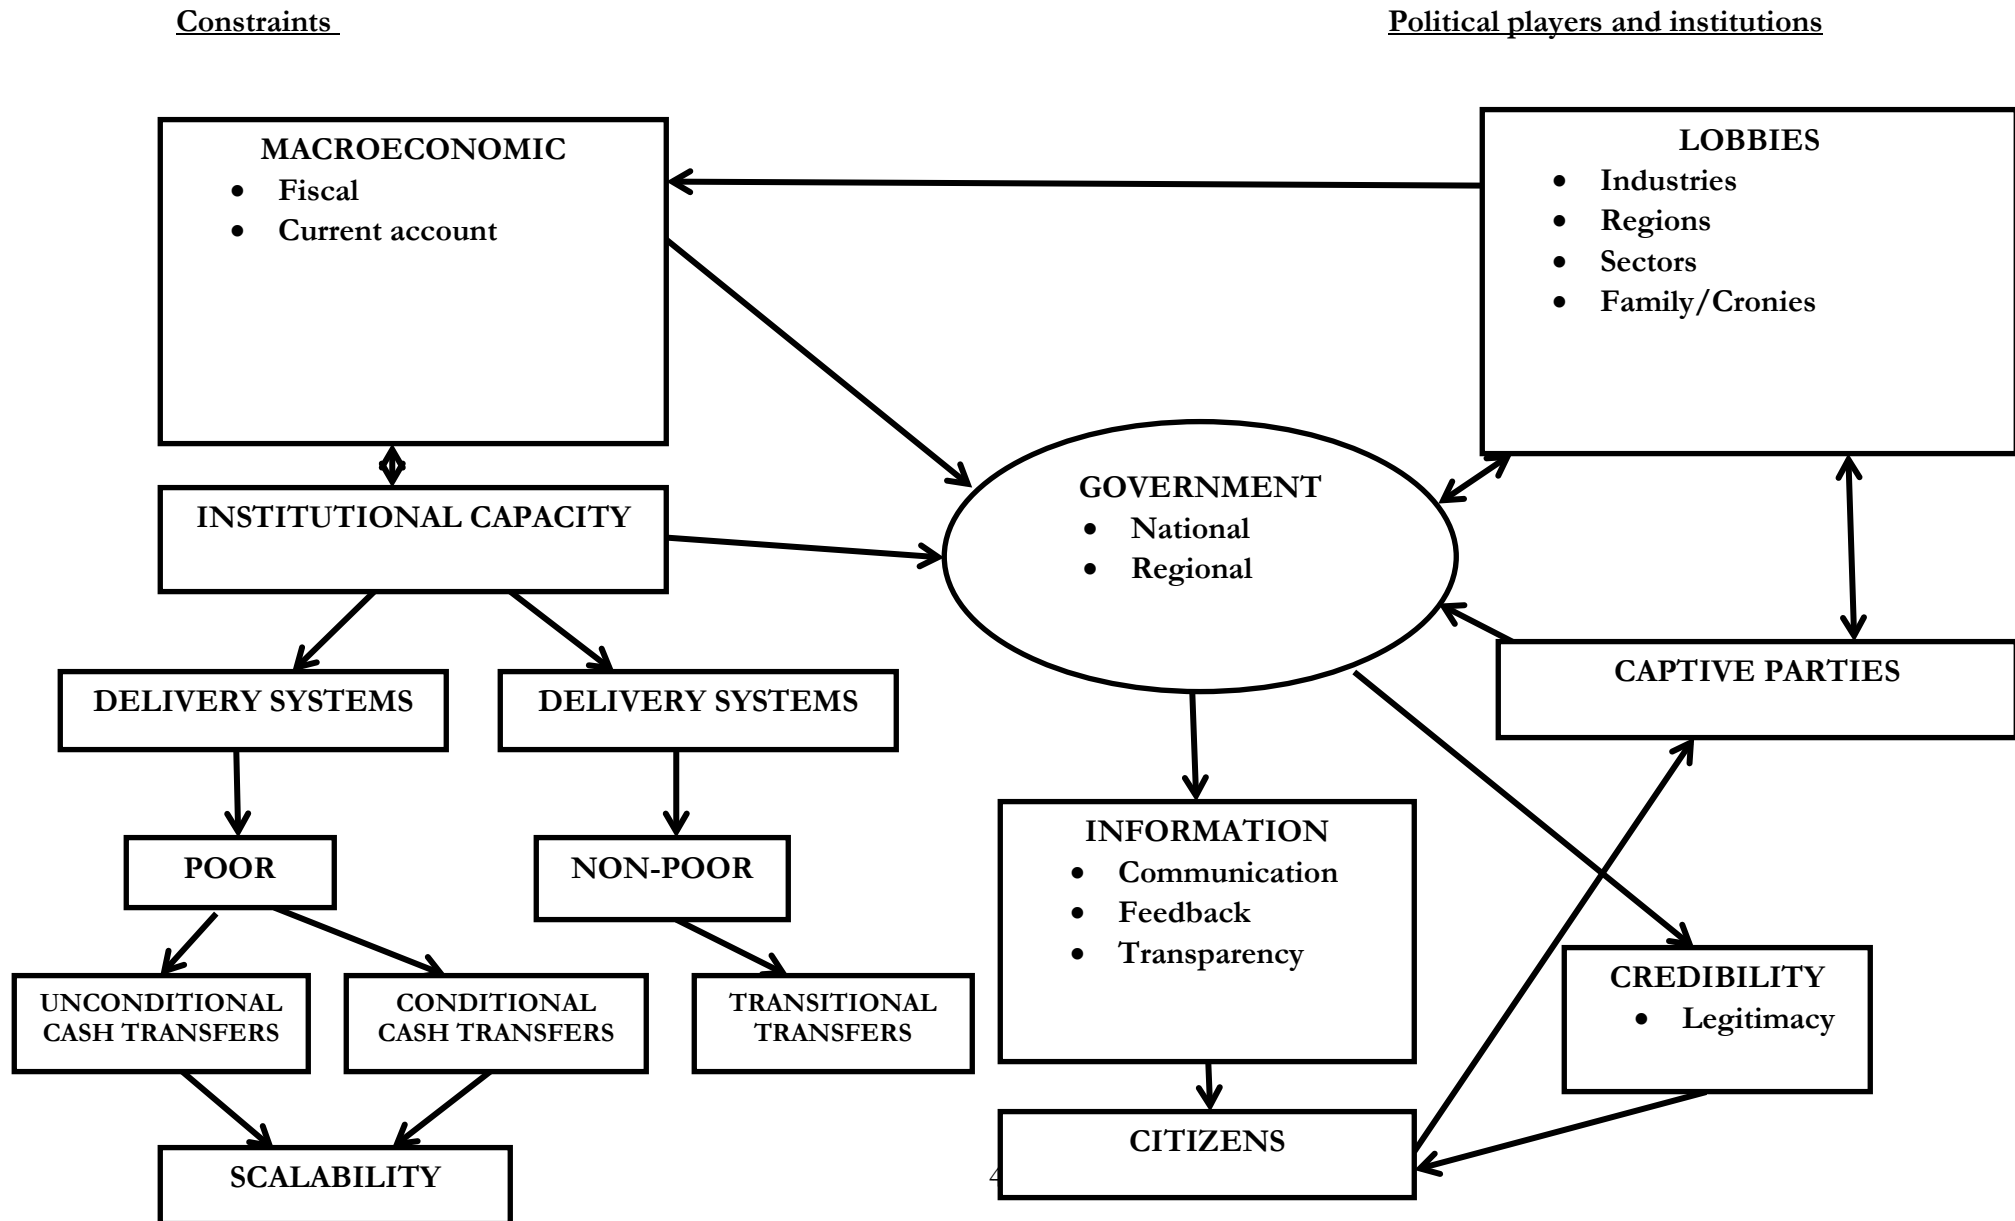 Constraints
Political players and institutions
MACROECONOMIC
• Fiscal
• Current account
LOBBIES
• Industries
• Regions
• Sectors
• Family/Cronies
INSTITUTIONAL CAPACITY
GOVERNMENT
• National
• Regional
DELIVERY SYSTEMS
DELIVERY SYSTEMS
CAPTIVE PARTIES
POOR
NON-POOR
INFORMATION
• Communication
• Feedback
• Transparency
UNCONDITIONAL
CASH TRANSFERS
CONDITIONAL
CASH TRANSFERS
TRANSITIONAL
TRANSFERS
CREDIBILITY
• Legitimacy
SCALABILITY
CITIZENS